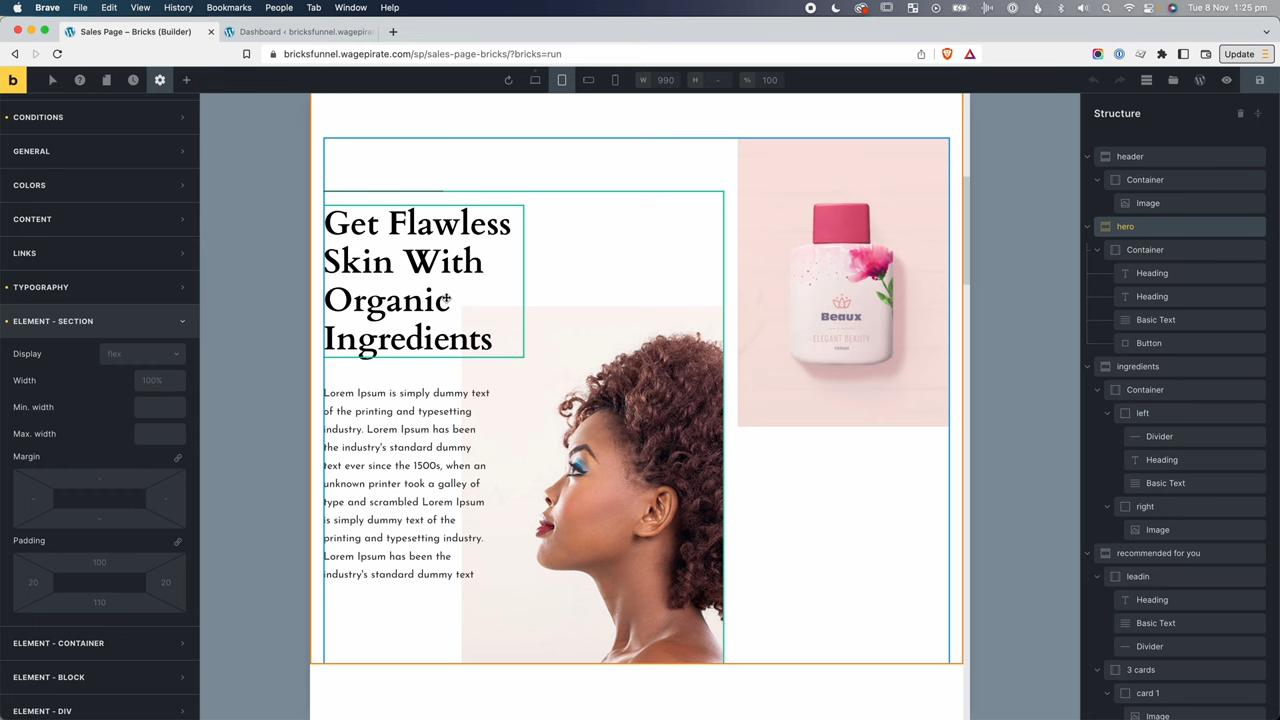 Brave File Edit View History Bookmarks People Tab Window Help
Tue 8 Nov 1:25 pm
Sales Page – Bricks (Builder)
Dashboard ‹ bricksfunnel.wagepirat
bricksfunnel.wagepirate.com/sp/sales-page-bricks/?bricks=run
Update
b
W 990 H - % 100
CONDITIONS
GENERAL
COLORS
CONTENT
LINKS
TYPOGRAPHY
ELEMENT - SECTION
Display flex
Width 100%
Min. width
Max. width
Margin
Padding
100
20 20
110
ELEMENT - CONTAINER
ELEMENT - BLOCK
ELEMENT - DIV
Get Flawless
Skin With
Organic
Ingredients
Lorem Ipsum is simply dummy text
of the printing and typesetting
industry. Lorem Ipsum has been
the industry's standard dummy
text ever since the 1500s, when an
unknown printer took a galley of
type and scrambled Lorem Ipsum
is simply dummy text of the
printing and typesetting industry.
Lorem Ipsum has been the
industry's standard dummy text
Beaux
ELEGANT BEAUTY
Structure
header
Container
Image
hero
Container
Heading
Heading
Basic Text
Button
ingredients
Container
left
Divider
Heading
Basic Text
right
Image
recommended for you
leadin
Heading
Basic Text
Divider
3 cards
card 1
Image